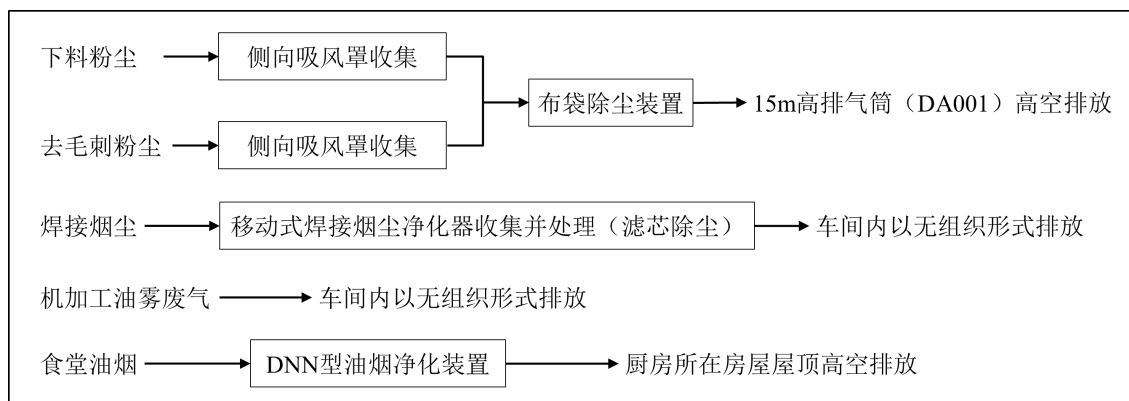 下料粉尘 侧向吸风罩收集
布袋除尘装置 15m高排气筒（DA001）高空排放
去毛刺粉尘 侧向吸风罩收集
焊接烟尘 移动式焊接烟尘净化器收集并处理（滤芯除尘） 车间内以无组织形式排放
机加工油雾废气 车间内以无组织形式排放
食堂油烟 DNN型油烟净化装置 厨房所在房屋屋顶高空排放